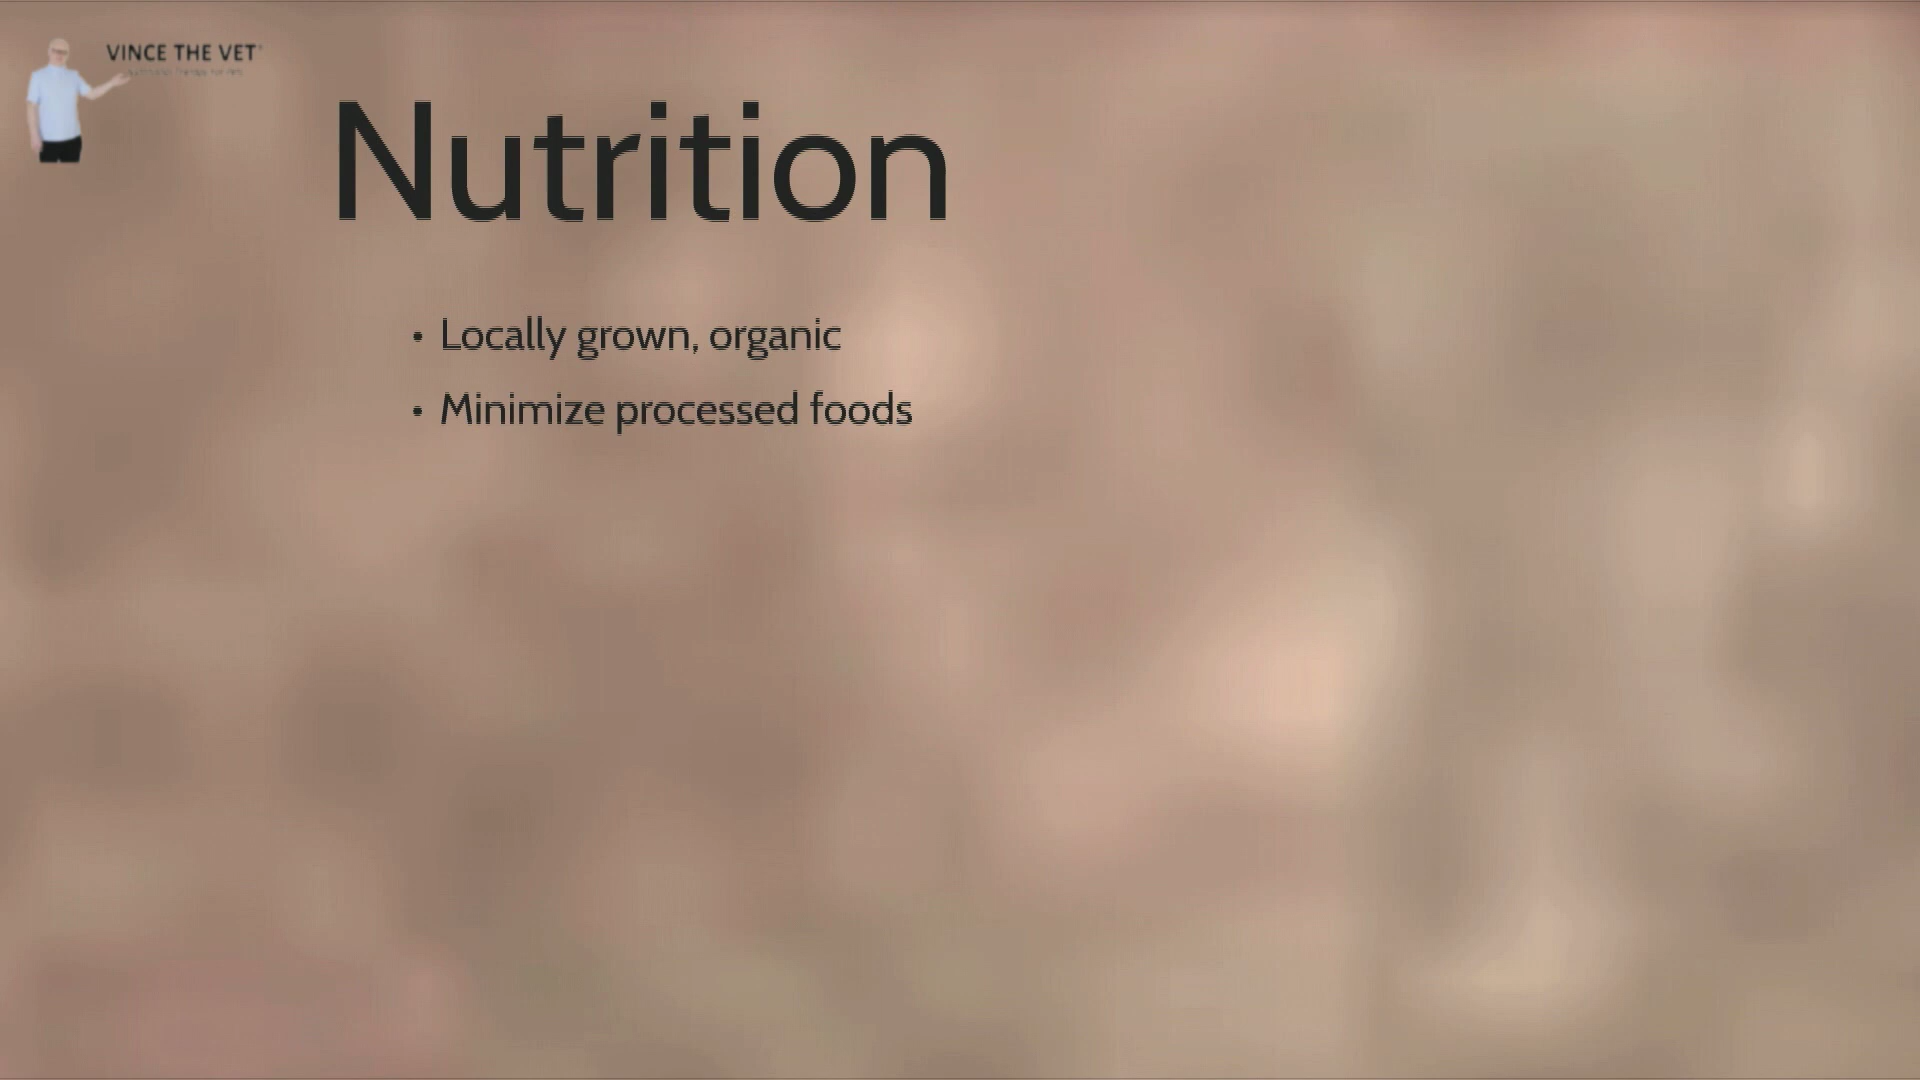 VINCE THE VET
Nutrition
• Locally grown, organic
• Minimize processed foods